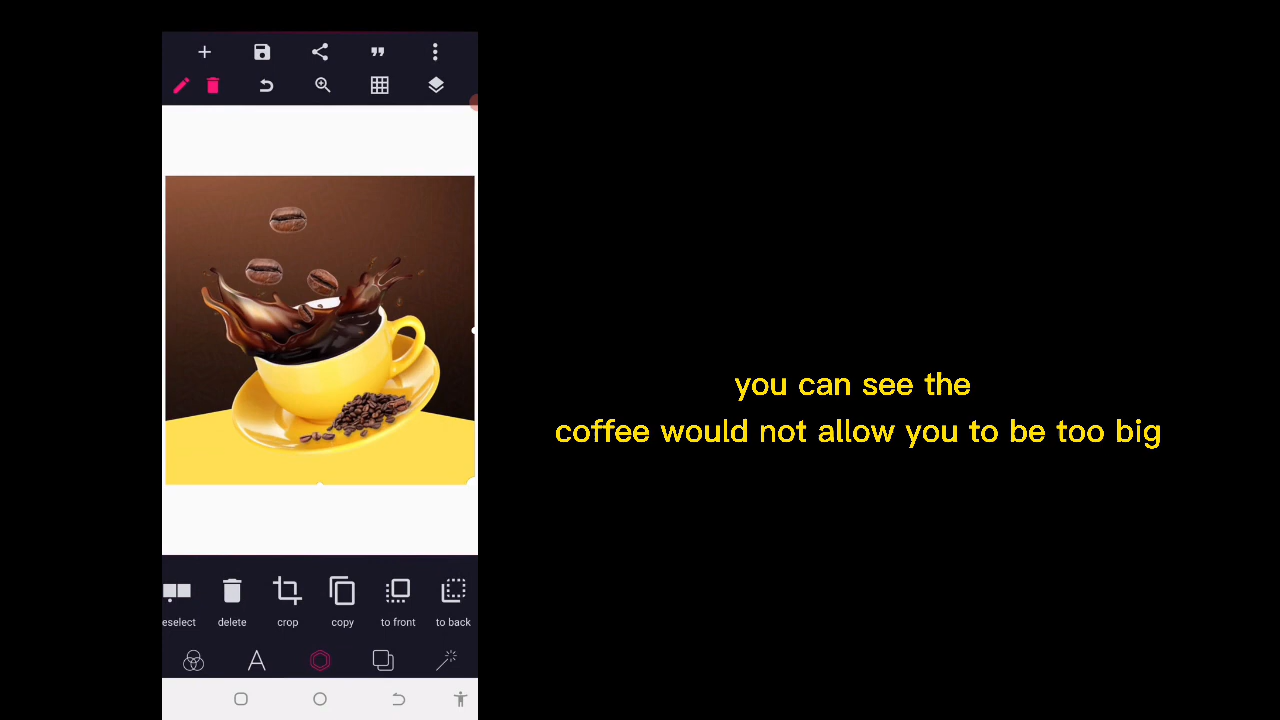 eselect
delete
crop
copy
to front
to back
you can see the
coffee would not allow you to be too big